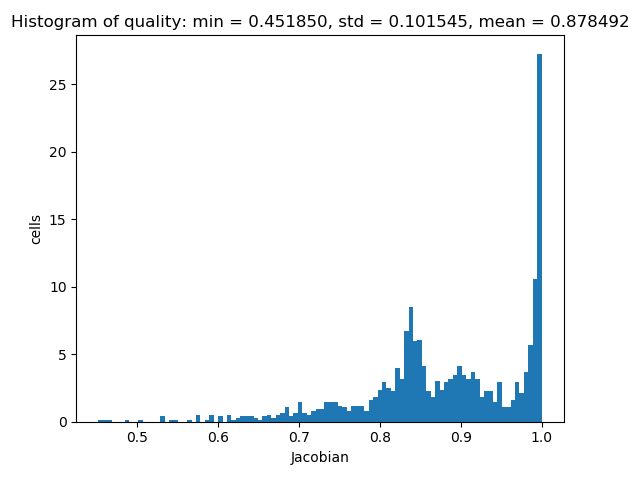 Histogram of quality: min = 0.451850, std = 0.101545, mean = 0.878492
25
20
15
10
5
0
cells
0.5 0.6 0.7 0.8 0.9 1.0
Jacobian